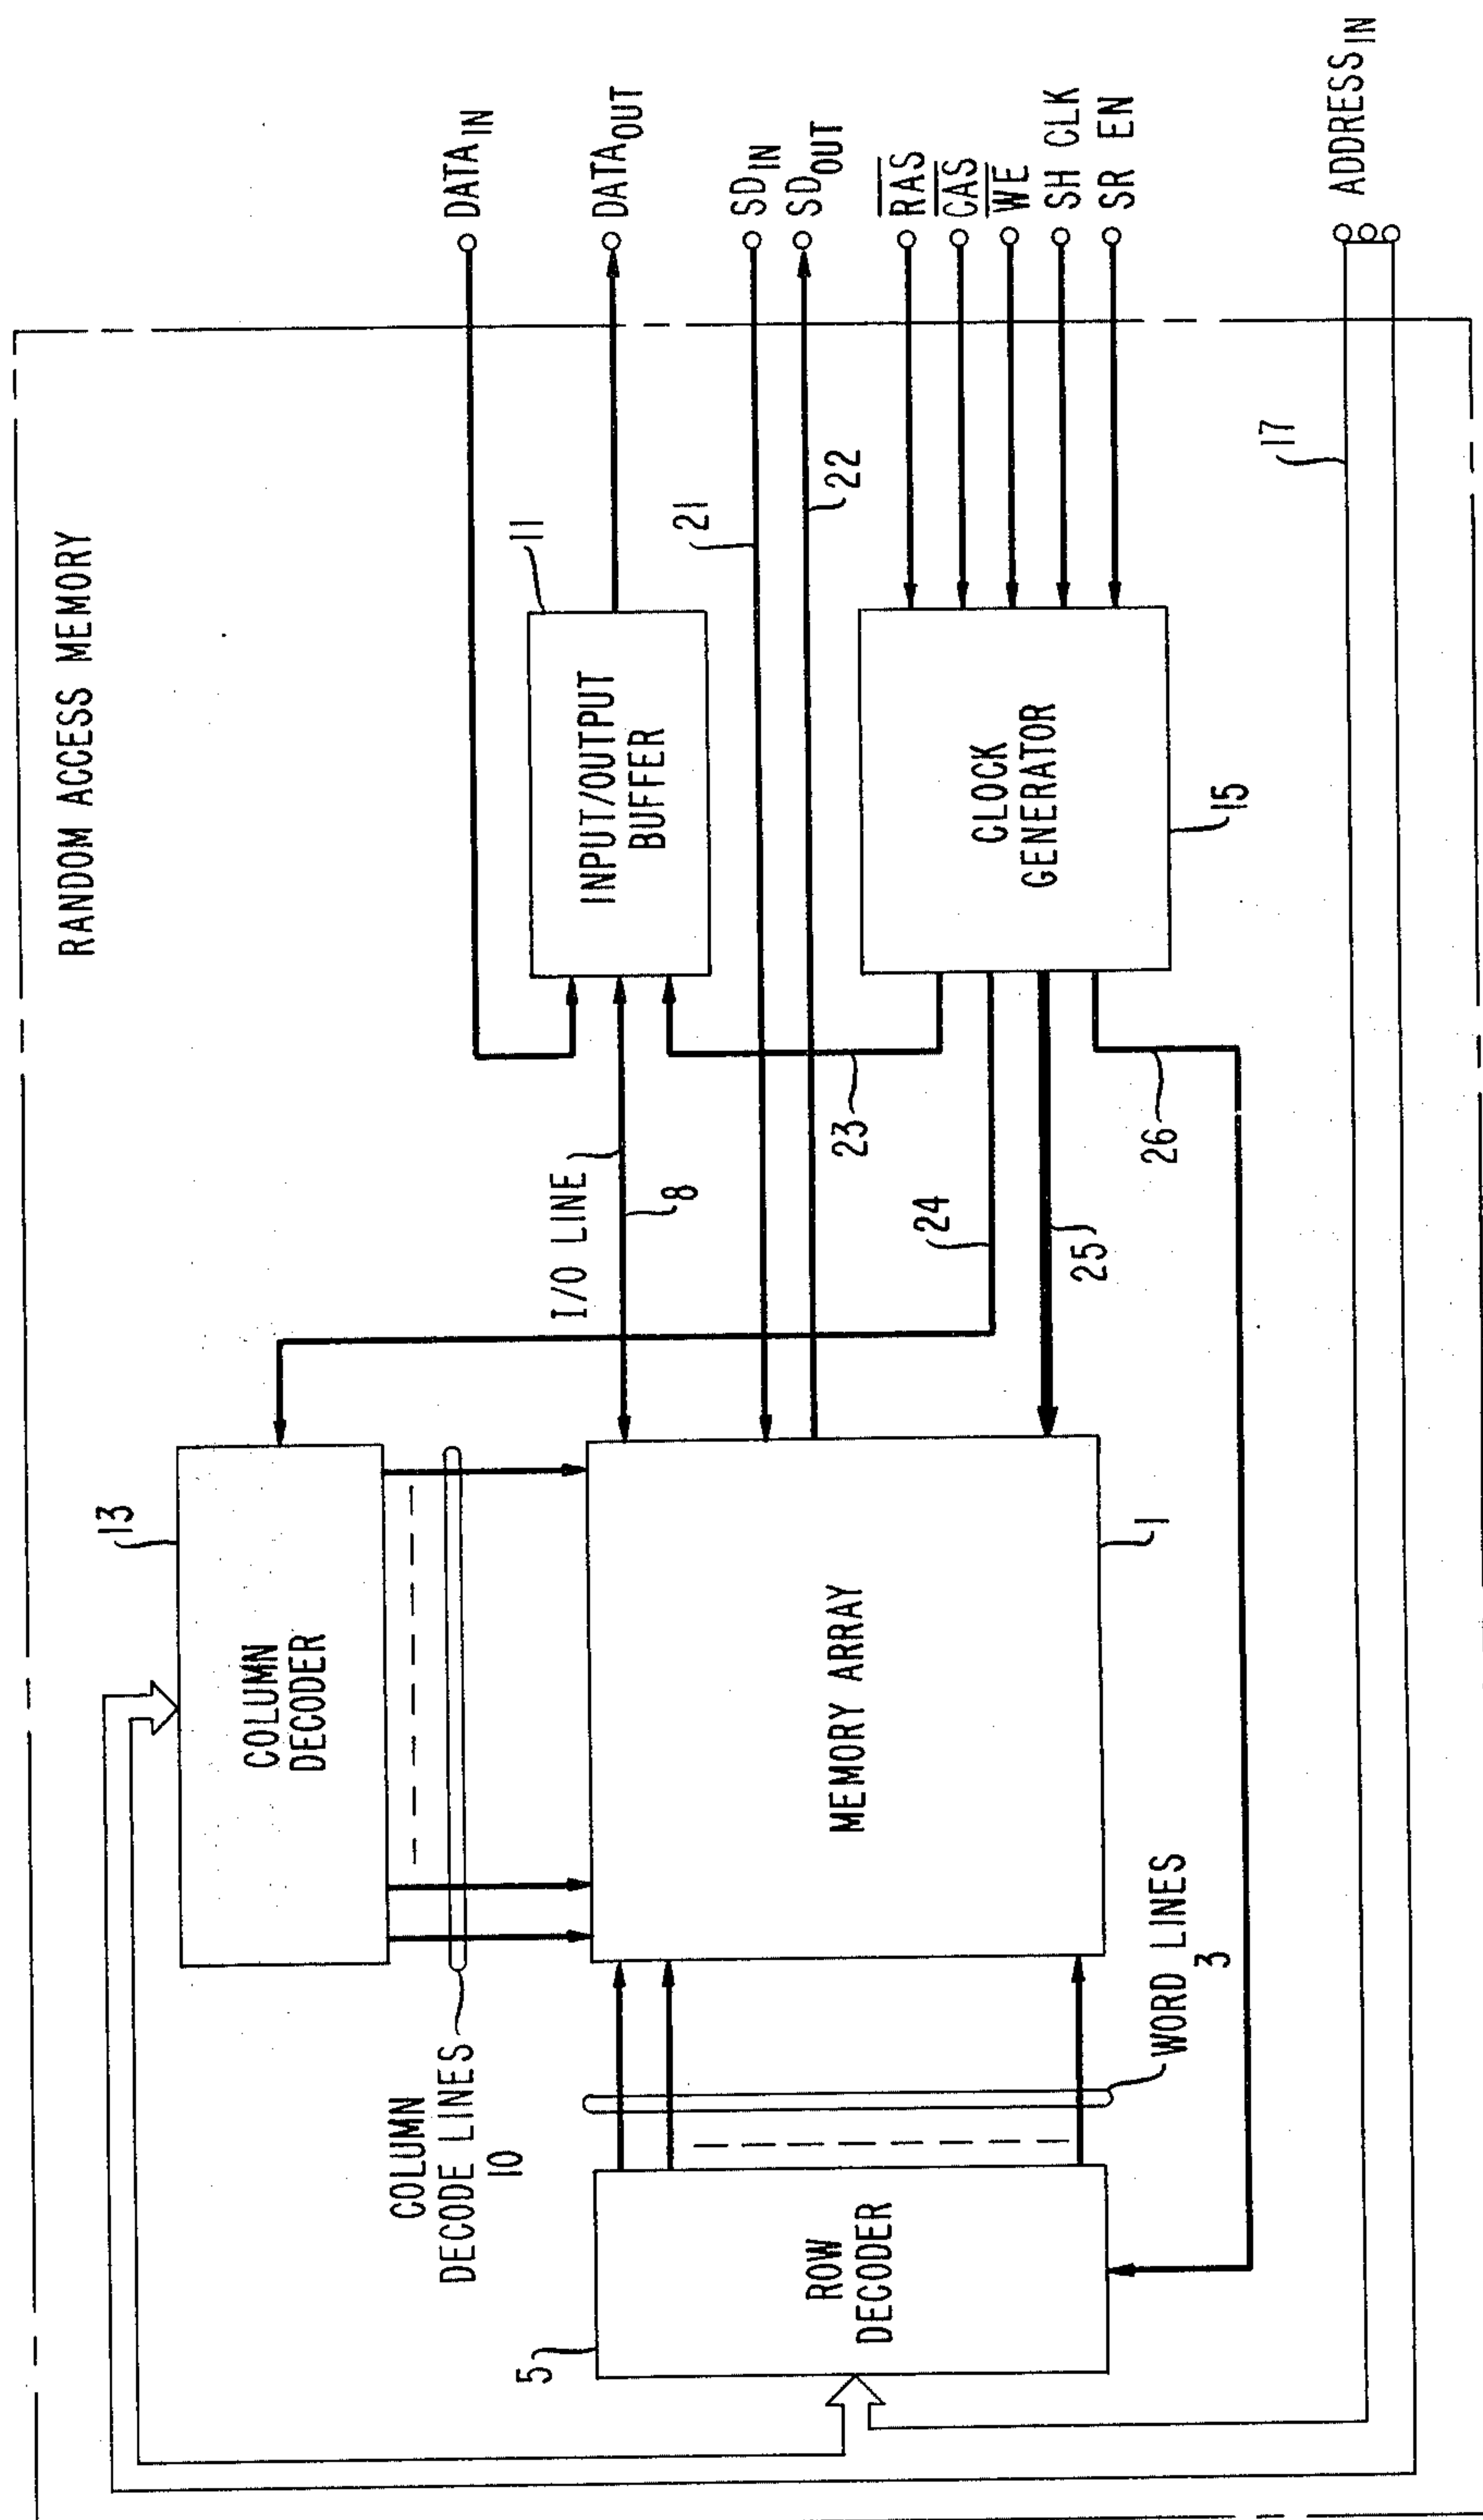 RANDOM ACCESS MEMORY
COLUMN
DECODER
13
COLUMN
DECODE LINES
10
ROW
DECODER
5
WORD LINES
3
MEMORY ARRAY
1
I/O LINE
8
INPUT/OUTPUT
BUFFER
11
21
22
23
24
25
26
CLOCK
GENERATOR
15
17
DATA IN
DATA OUT
SD IN
SD OUT
RAS
CAS
WE
SH CLK
SR EN
ADDRESS IN